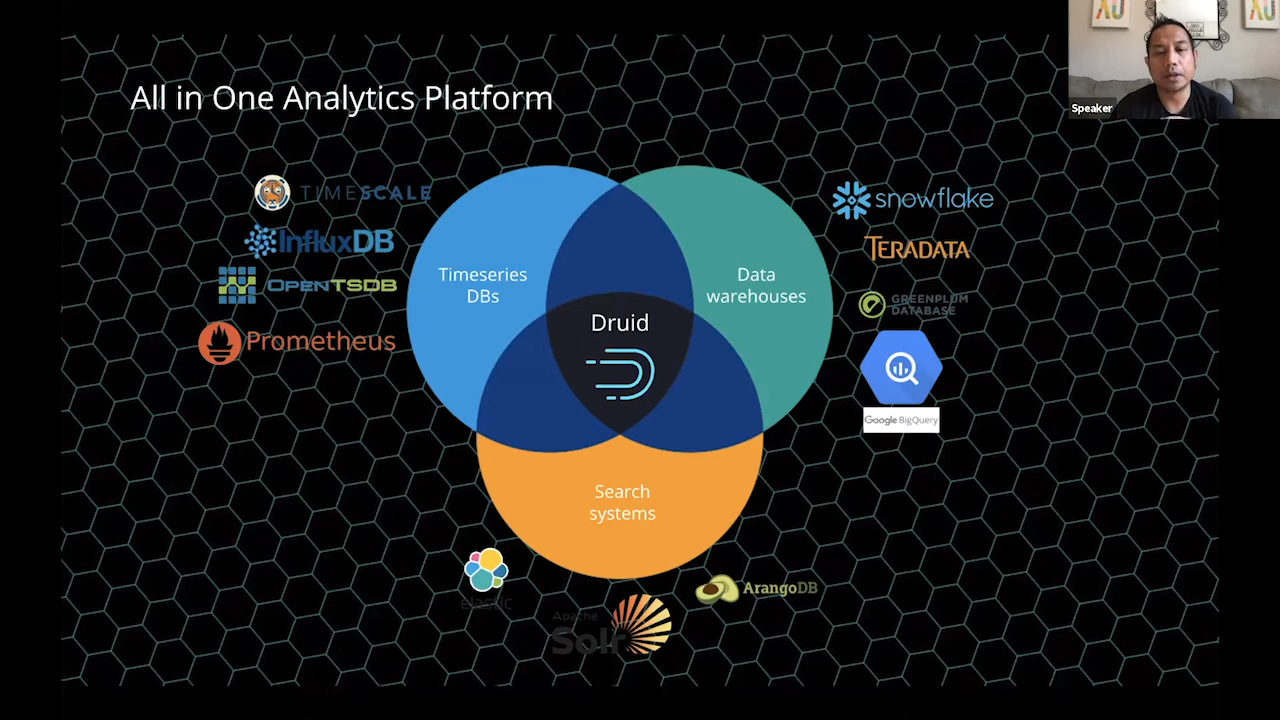 All in One Analytics Platform
Speaker
TIMESCALE
InfluxDB
OPENTSDB
Prometheus
Timeseries
DBs
Data
warehouses
Druid
Search
systems
snowflake
TERADATA
GREENPLUM
DATABASE
Google BigQuery
elastic
Apache
Solr
ArangoDB